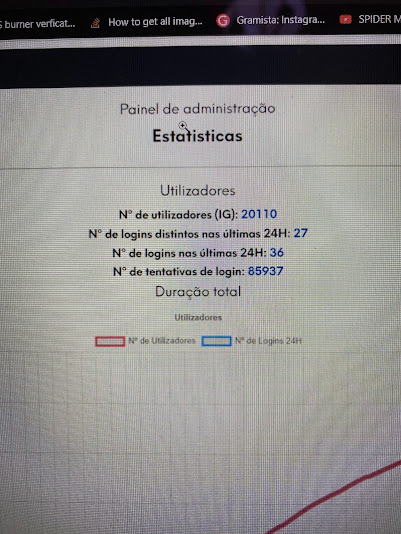 S burner verficat...
How to get all imag...
Gramista: Instagra...
SPIDER M
Painel de administração
Estatisticas
Utilizadores
Nº de utilizadores (IG): 20110
Nº de logins distintos nas últimas 24H: 27
Nº de logins nas últimas 24H: 36
Nº de tentativas de login: 85937
Duração total
Utilizadores
Nº de Utilizadores Nº de Logins 24H